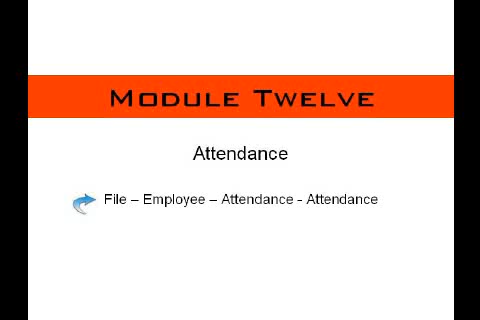 Module Twelve
Attendance
File – Employee – Attendance - Attendance